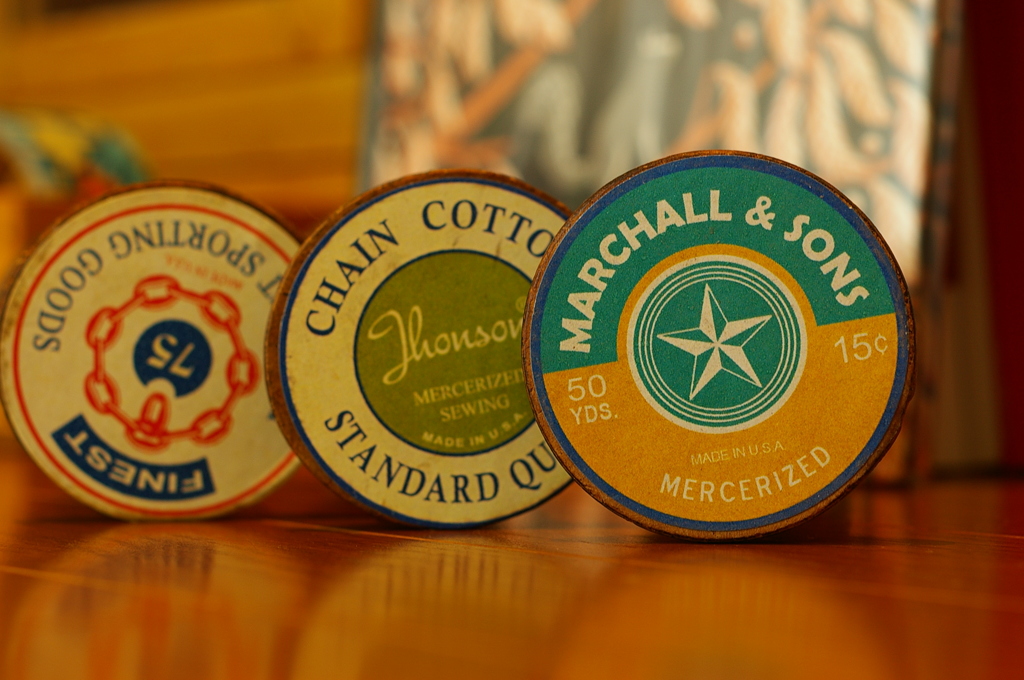 SPORTING GOODS
75
FINEST
CHAIN COTTO
Jhonson
MERCERIZED
SEWING
MADE IN U.S.A
STANDARD QU
MARCHALL & SONS
50
YDS.
15¢
MADE IN U.S.A
MERCERIZED